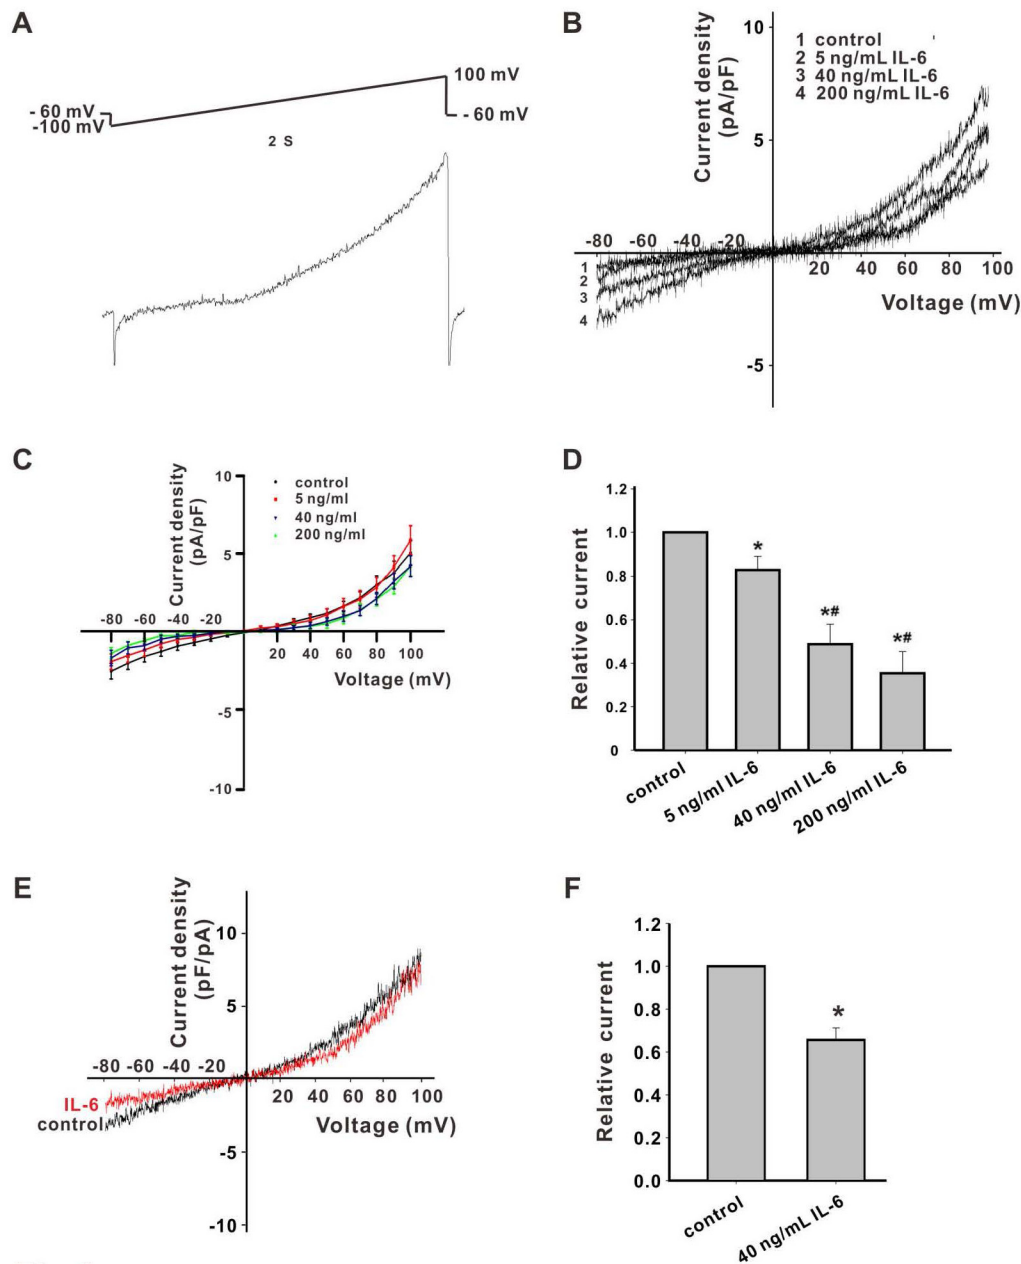 A
- 60 mV
-100 mV
100 mV
- 60 mV
2 S
B
Current density
(pA/pF)
10
5
-5
1 control
2 5 ng/mL IL-6
3 40 ng/mL IL-6
4 200 ng/mL IL-6
-80 -60 -40 -20
20 40 60 80 100
1
2
3
4
Voltage (mV)
C
Current density
(pA/pF)
10
5
-5
-10
control
5 ng/ml
40 ng/ml
200 ng/ml
-80 -60 -40 -20
20 40 60 80 100
Voltage (mV)
D
Relative current
1.2
1.0
0.8
0.6
0.4
0.2
0
*
*#
*#
control
5 ng/ml IL-6
40 ng/ml IL-6
200 ng/ml IL-6
E
Current density
(pF/pA)
10
5
-5
-10
-80 -60 -40 -20
20 40 60 80 100
IL-6
control
Voltage (mV)
F
Relative current
1.2
1.0
0.8
0.6
0.4
0.2
0.0
*
control
40 ng/mL IL-6